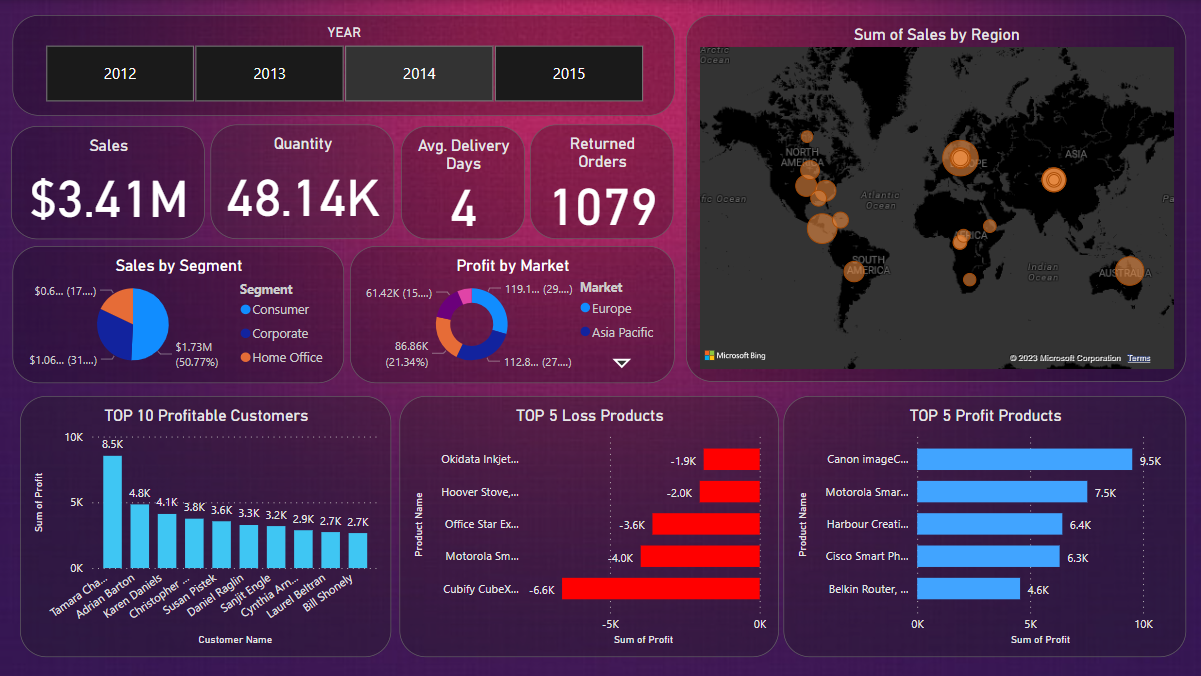 YEAR
2012
2013
2014
2015
Sales
$3.41M
Quantity
48.14K
Avg. Delivery
Days
4
Returned
Orders
1079
Sales by Segment
$0.6... (17....)
$1.06... (31....)
$1.73M
(50.77%)
Segment
Consumer
Corporate
Home Office
Profit by Market
61.42K (15....)
119.1... (29....)
86.86K
(21.34%)
112.8... (27....)
Market
Europe
Asia Pacific
Sum of Sales by Region
Arctic
Ocean
NORTH
AMERICA
ASIA
Atlantic
Ocean
Ocean
SOUTH
AMERICA
Indian
Ocean
Microsoft Bing
© 2023 Microsoft Corporation Terms
TOP 10 Profitable Customers
Sum of Profit
10K
5K
0K
8.5K
4.8K
4.1K
3.8K
3.6K
3.3K
3.2K
2.9K
2.7K
2.7K
Tamara Cha...
Adrian Barton
Karen Daniels
Christopher ...
Susan Pistek
Daniel Raglin
Sanjit Engle
Cynthia Arn...
Laurel Beltran
Bill Shonely
Customer Name
TOP 5 Loss Products
Product Name
Okidata Inkjet... -1.9K
Hoover Stove,... -2.0K
Office Star Ex... -3.6K
Motorola Sm... -4.0K
Cubify CubeX... -6.6K
-5K 0K
Sum of Profit
TOP 5 Profit Products
Product Name
Canon imageC... 9.5K
Motorola Smar... 7.5K
Harbour Creati... 6.4K
Cisco Smart Ph... 6.3K
Belkin Router, ... 4.6K
0K 5K 10K
Sum of Profit